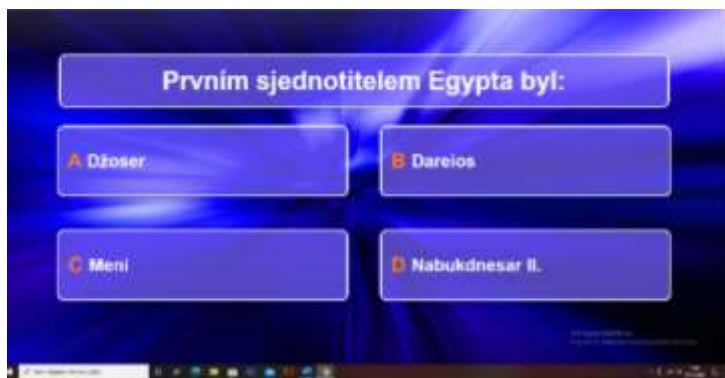 Prvním sjednotitelem Egypta byl:
A Džoser
B Dareios
C Meni
D Nabukdnesar II.